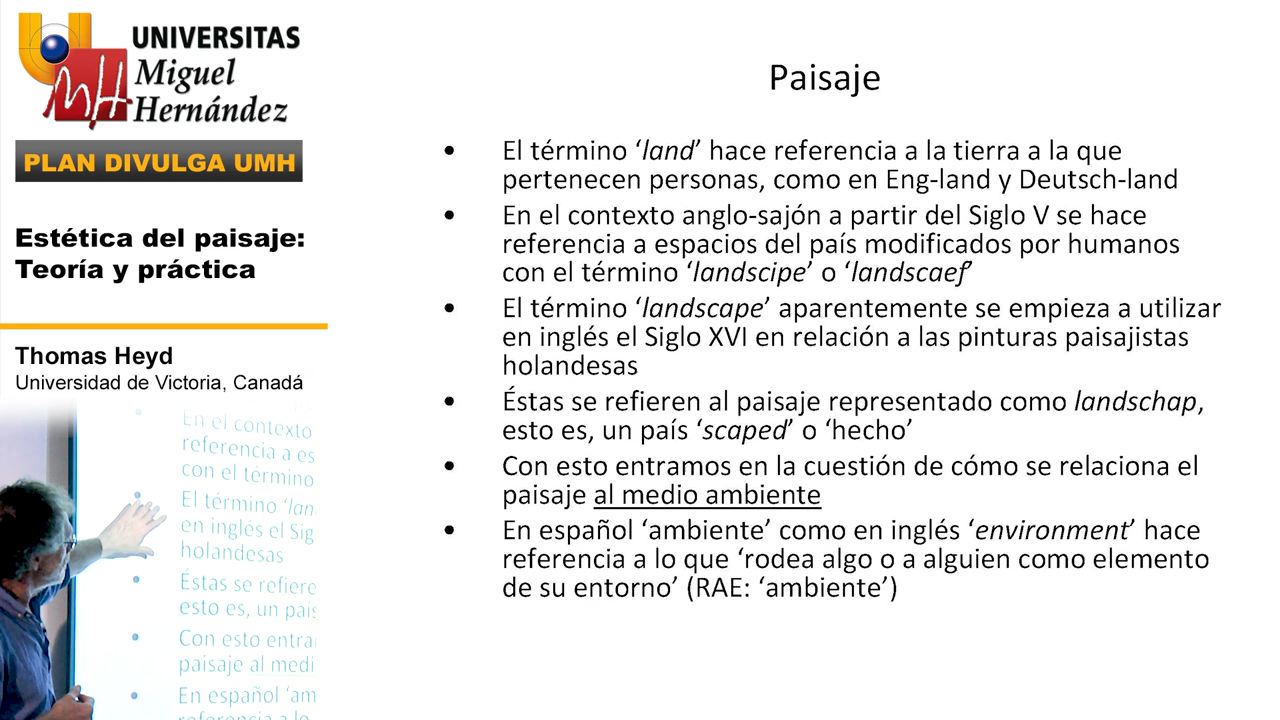 UNIVERSITAS
Miguel
Hernández
PLAN DIVULGA UMH
Estética del paisaje:
Teoría y práctica
Thomas Heyd
Universidad de Victoria, Canadá
En el contexto
referencia a es
con el término
El término ‘lan
en inglés el Sig
holandesas
Éstas se refiere
esto es, un pais
Con esto entra
paisaje al medi
En español ‘am
referencia a lo
Paisaje
• El término ‘land’ hace referencia a la tierra a la que
pertenecen personas, como en Eng-land y Deutsch-land
• En el contexto anglo-sajón a partir del Siglo V se hace
referencia a espacios del país modificados por humanos
con el término ‘landscipe’ o ‘landscaef’
• El término ‘landscape’ aparentemente se empieza a utilizar
en inglés el Siglo XVI en relación a las pinturas paisajistas
holandesas
• Éstas se refieren al paisaje representado como landschap,
esto es, un país ‘scaped’ o ‘hecho’
• Con esto entramos en la cuestión de cómo se relaciona el
paisaje al medio ambiente
• En español ‘ambiente’ como en inglés ‘environment’ hace
referencia a lo que ‘rodea algo o a alguien como elemento
de su entorno’ (RAE: ‘ambiente’)